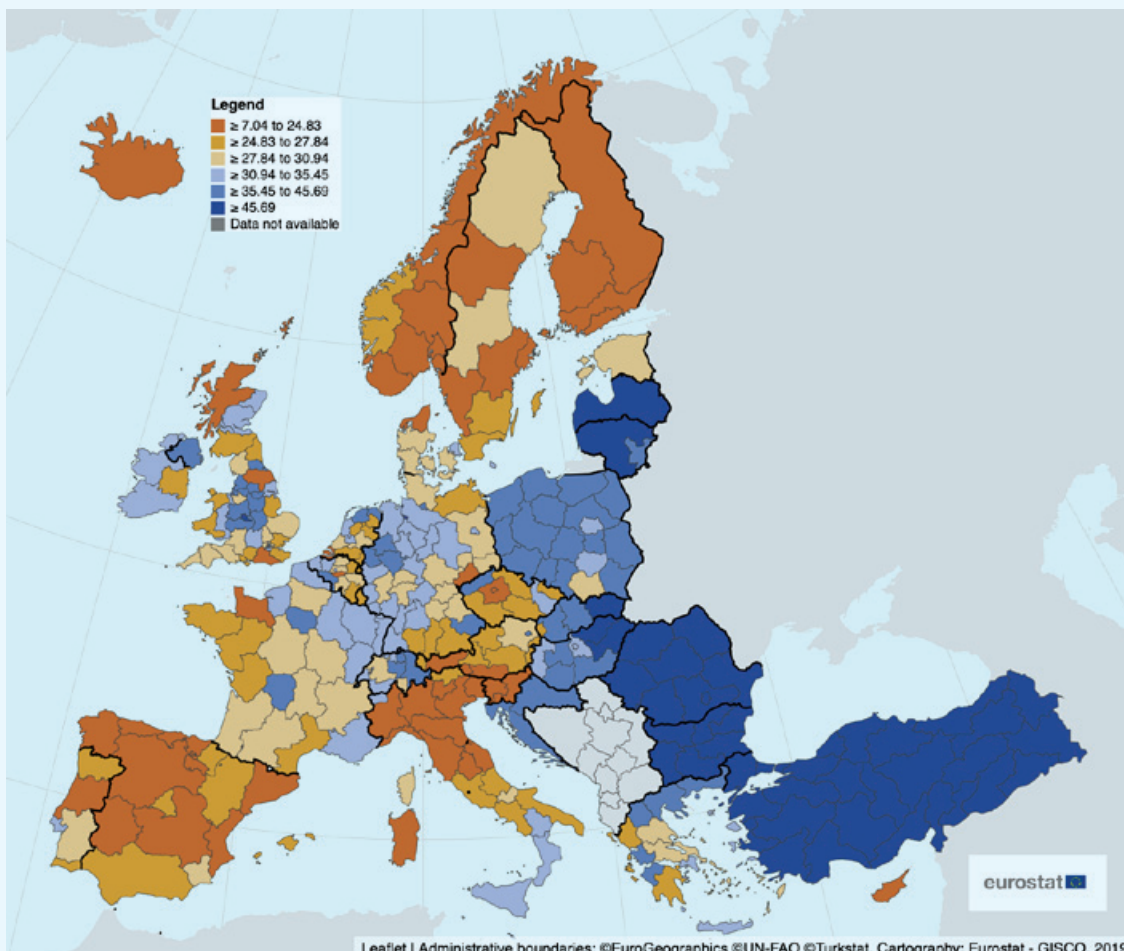 Legend
≥ 7.04 to 24.83
≥ 24.83 to 27.84
≥ 27.84 to 30.94
≥ 30.94 to 35.45
≥ 35.45 to 45.69
≥ 45.69
Data not available
eurostat
Leaflet | Administrative boundaries: ©EuroGeographics ©UN-FAO ©Turkstat, Cartography: Eurostat - GISCO, 2019